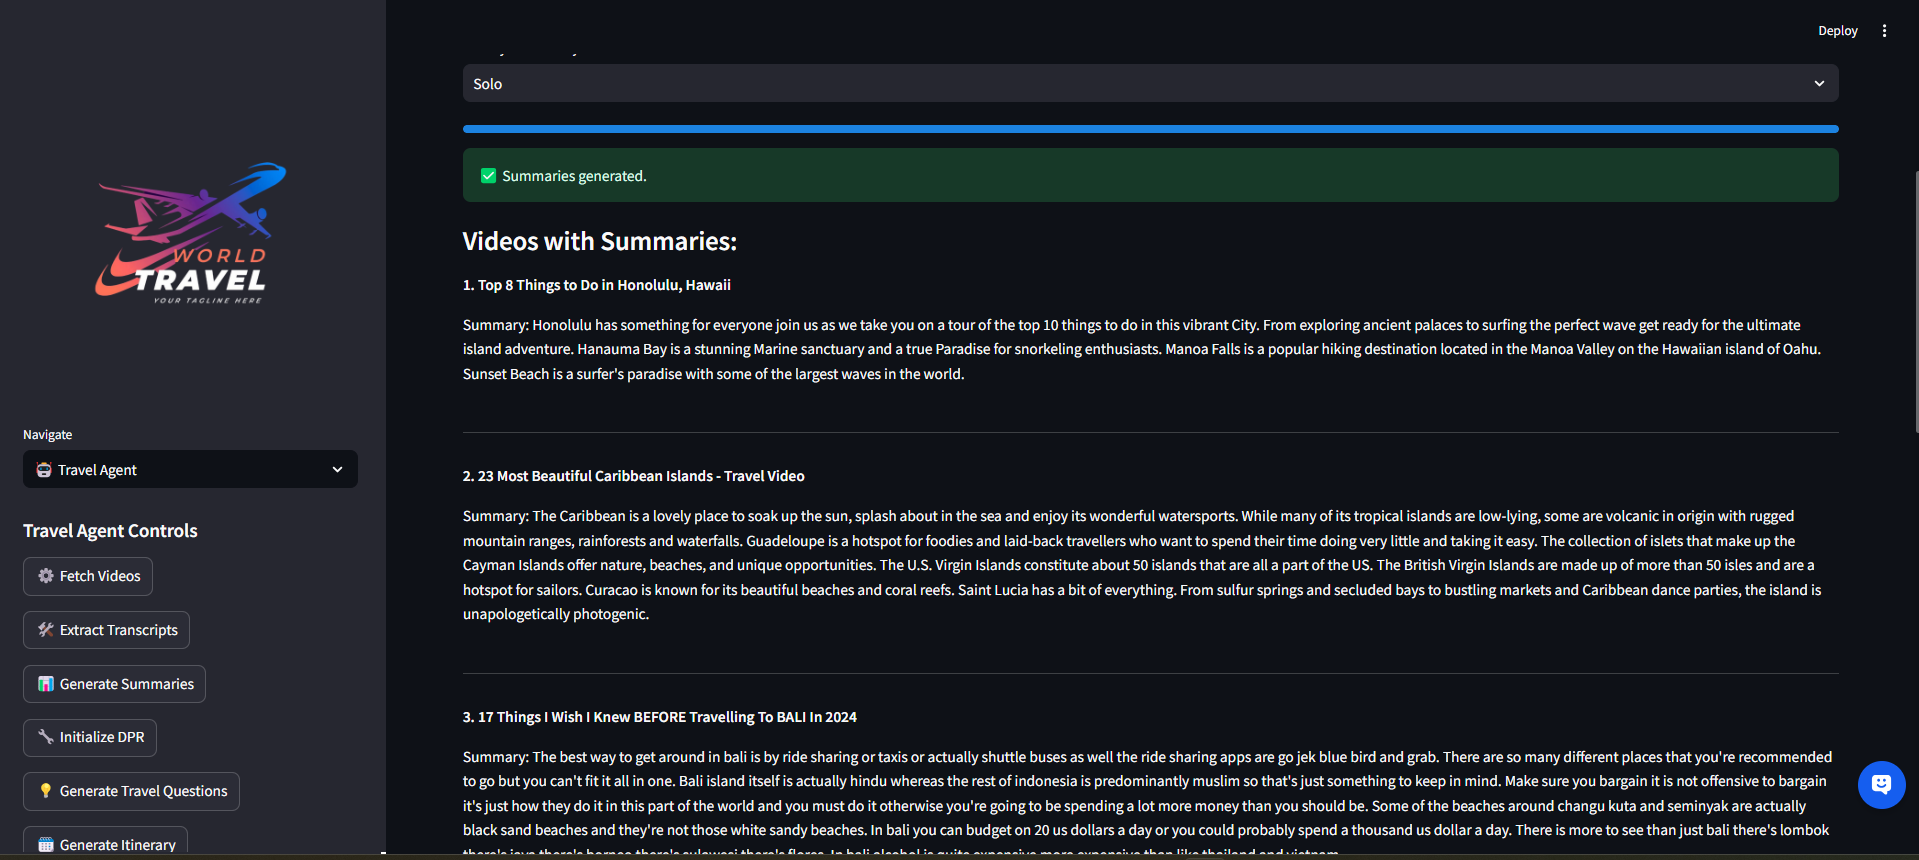 WORLD
TRAVEL
YOUR TAGLINE HERE
Navigate
Travel Agent
Travel Agent Controls
Fetch Videos
Extract Transcripts
Generate Summaries
Initialize DPR
Generate Travel Questions
Generate Itinerary
Deploy
Solo
Summaries generated.
Videos with Summaries:
1. Top 8 Things to Do in Honolulu, Hawaii
Summary: Honolulu has something for everyone join us as we take you on a tour of the top 10 things to do in this vibrant City. From exploring ancient palaces to surfing the perfect wave get ready for the ultimate
island adventure. Hanauma Bay is a stunning Marine sanctuary and a true Paradise for snorkeling enthusiasts. Manoa Falls is a popular hiking destination located in the Manoa Valley on the Hawaiian island of Oahu.
Sunset Beach is a surfer's paradise with some of the largest waves in the world.
2. 23 Most Beautiful Caribbean Islands - Travel Video
Summary: The Caribbean is a lovely place to soak up the sun, splash about in the sea and enjoy its wonderful watersports. While many of its tropical islands are low-lying, some are volcanic in origin with rugged
mountain ranges, rainforests and waterfalls. Guadeloupe is a hotspot for foodies and laid-back travellers who want to spend their time doing very little and taking it easy. The collection of islets that make up the
Cayman Islands offer nature, beaches, and unique opportunities. The U.S. Virgin Islands constitute about 50 islands that are all a part of the US. The British Virgin Islands are made up of more than 50 isles and are a
hotspot for sailors. Curacao is known for its beautiful beaches and coral reefs. Saint Lucia has a bit of everything. From sulfur springs and secluded bays to bustling markets and Caribbean dance parties, the island is
unapologetically photogenic.
3. 17 Things I Wish I Knew BEFORE Travelling To BALI In 2024
Summary: The best way to get around in bali is by ride sharing or taxis or actually shuttle buses as well the ride sharing apps are go jek blue bird and grab. There are so many different places that you're recommended
to go but you can't fit it all in one. Bali island itself is actually hindu whereas the rest of indonesia is predominantly muslim so that's just something to keep in mind. Make sure you bargain it is not offensive to bargain
it's just how they do it in this part of the world and you must do it otherwise you're going to be spending a lot more money than you should be. Some of the beaches around changu kuta and seminyak are actually
black sand beaches and they're not those white sandy beaches. In bali you can budget on 20 us dollars a day or you could probably spend a thousand us dollar a day. There is more to see than just bali there's lombok
there's java there's borneo there's sulawesi there's flores. In bali alcohol is quite expensive more expensive than like thailand and vietnam.